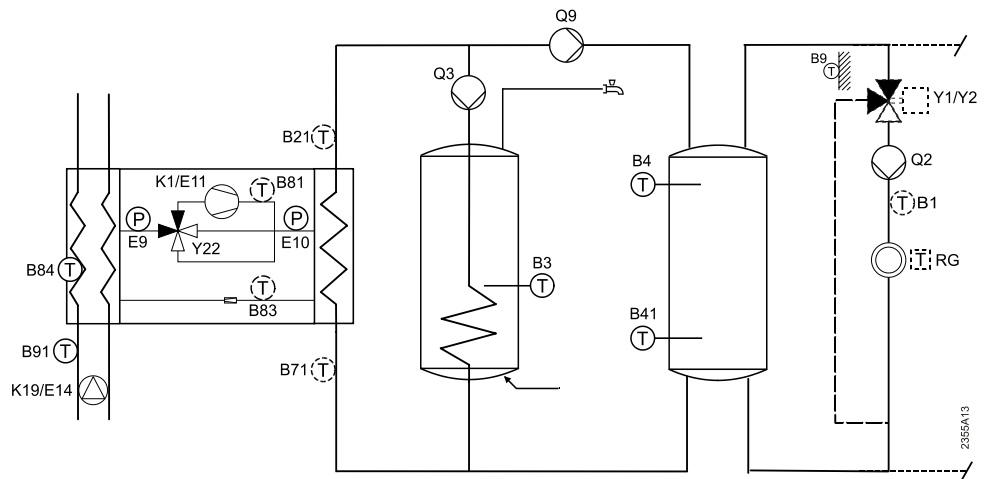 Q9
Q3
B9
T
Y1/Y2
B21
T
K1/E11
T
B81
B4
T
Q2
T
B1
P
E9
Y22
P
E10
B84
T
T
B83
B3
T
T
RG
B41
T
B91
T
B71
T
K19/E14
2355A13